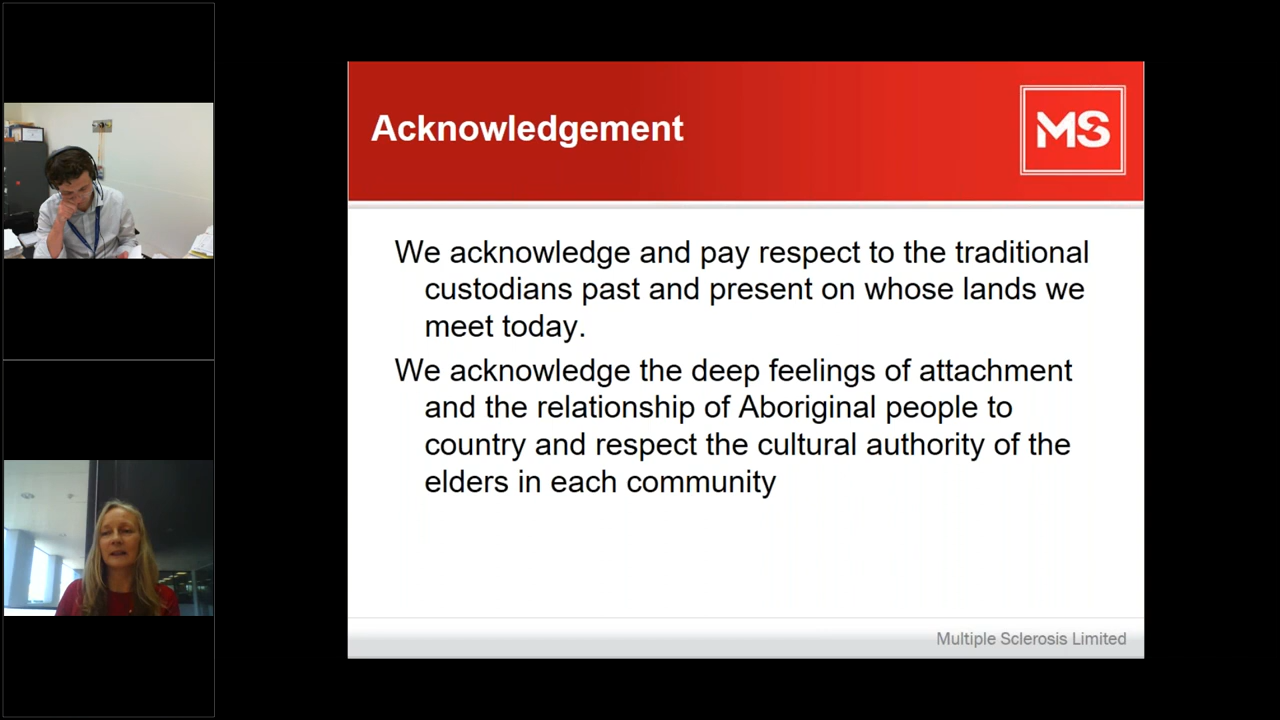 Acknowledgement
MS
We acknowledge and pay respect to the traditional
custodians past and present on whose lands we
meet today.
We acknowledge the deep feelings of attachment
and the relationship of Aboriginal people to
country and respect the cultural authority of the
elders in each community
Multiple Sclerosis Limited